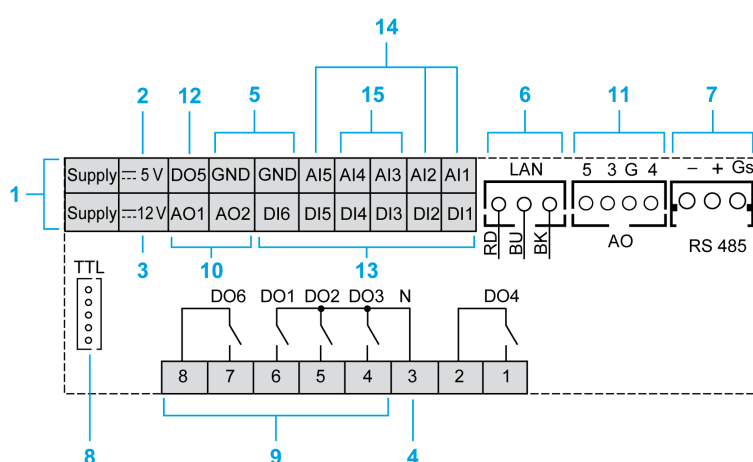 14
2 12 5 15 6 11 7
1 Supply ⎓ 5 V DO5 GND GND AI5 AI4 AI3 AI2 AI1 LAN 5 3 G 4 – + Gs
Supply ⎓12 V AO1 AO2 DI6 DI5 DI4 DI3 DI2 DI1 RD BU BK AO RS 485
3 10 13
TTL
DO6 DO1 DO2 DO3 N DO4
8 7 6 5 4 3 2 1
8 9 4